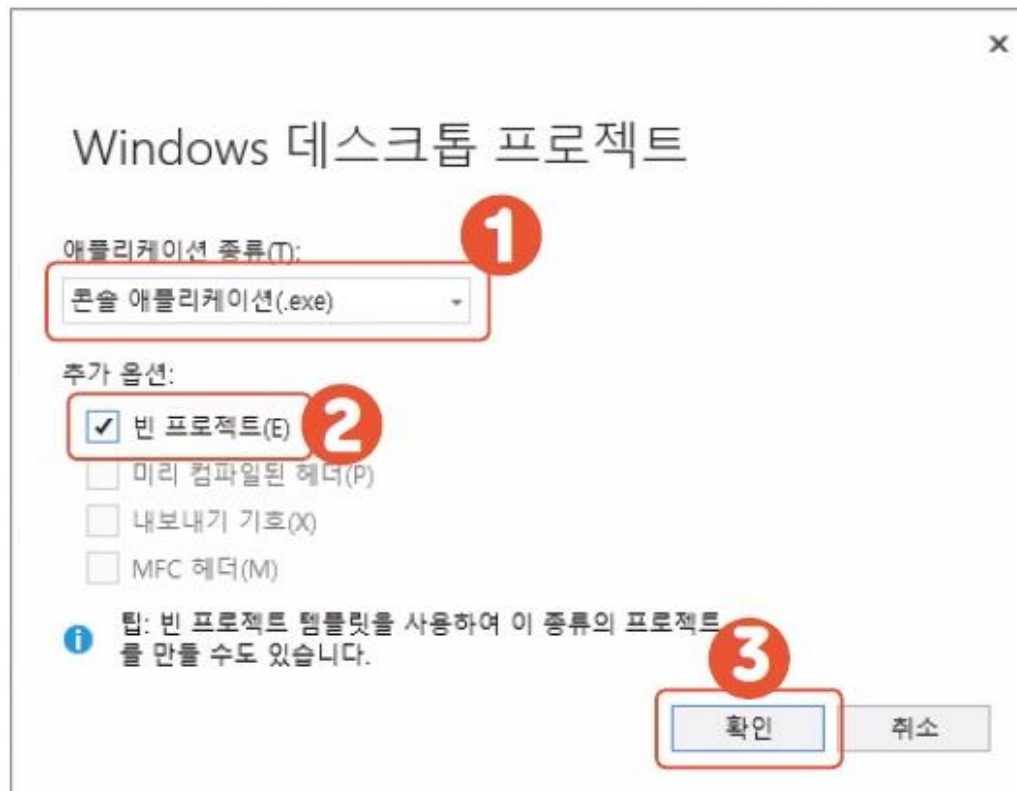 Windows 데스크톱 프로젝트
1
애플리케이션 종류(T):
콘솔 애플리케이션(.exe)
추가 옵션:
빈 프로젝트(E)
2
미리 컴파일된 헤더(P)
내보내기 기호(X)
MFC 헤더(M)
팁: 빈 프로젝트 템플릿을 사용하여 이 종류의 프로젝트
를 만들 수도 있습니다.
3
확인 취소